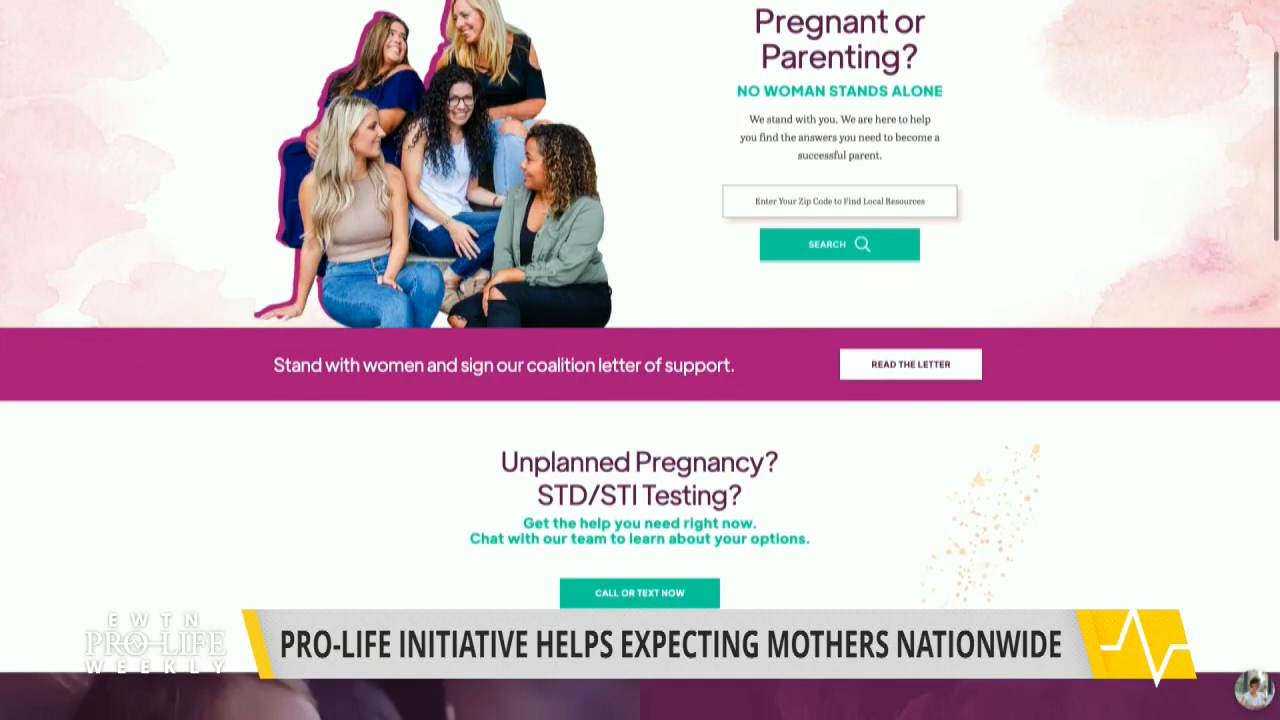 Pregnant or
Parenting?
NO WOMAN STANDS ALONE
We stand with you. We are here to help
you find the answers you need to become a
successful parent.
Enter Your Zip Code to Find Local Resources
SEARCH
Stand with women and sign our coalition letter of support.
READ THE LETTER
Unplanned Pregnancy?
STD/STI Testing?
Get the help you need right now.
Chat with our team to learn about your options.
CALL OR TEXT NOW
EWTN
PRO-LIFE
WEEKLY
PRO-LIFE INITIATIVE HELPS EXPECTING MOTHERS NATIONWIDE